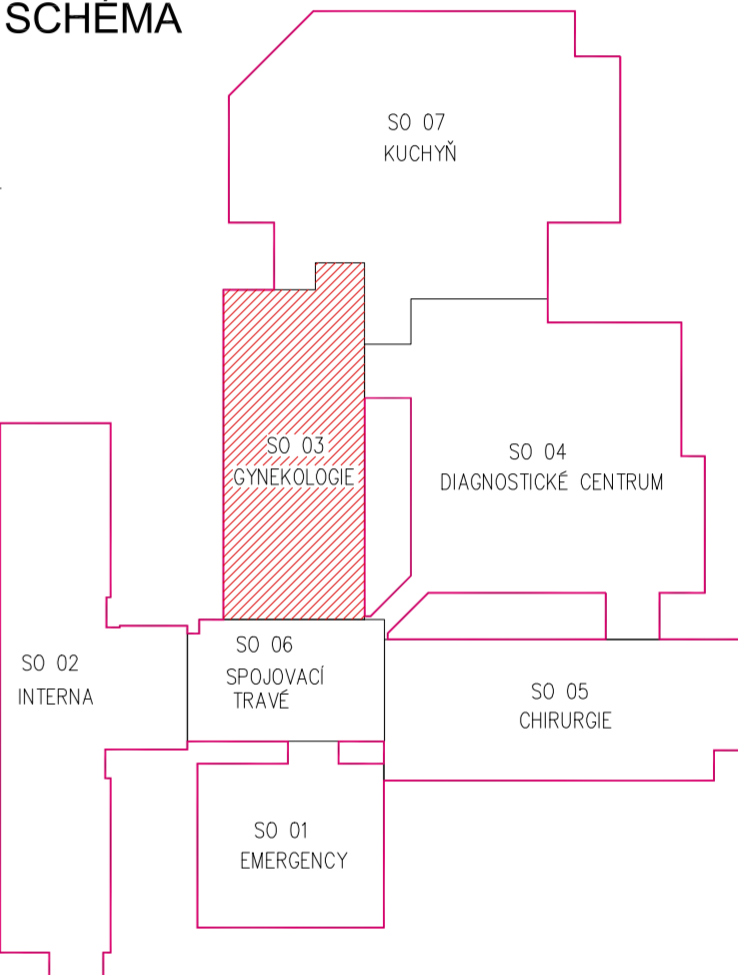 SCHÉMA
SO 07
KUCHYŇ
SO 03
GYNEKOLOGIE
SO 04
DIAGNOSTICKÉ CENTRUM
SO 06
SPOJOVACÍ
TRAVÉ
SO 02
INTERNA
SO 05
CHIRURGIE
SO 01
EMERGENCY